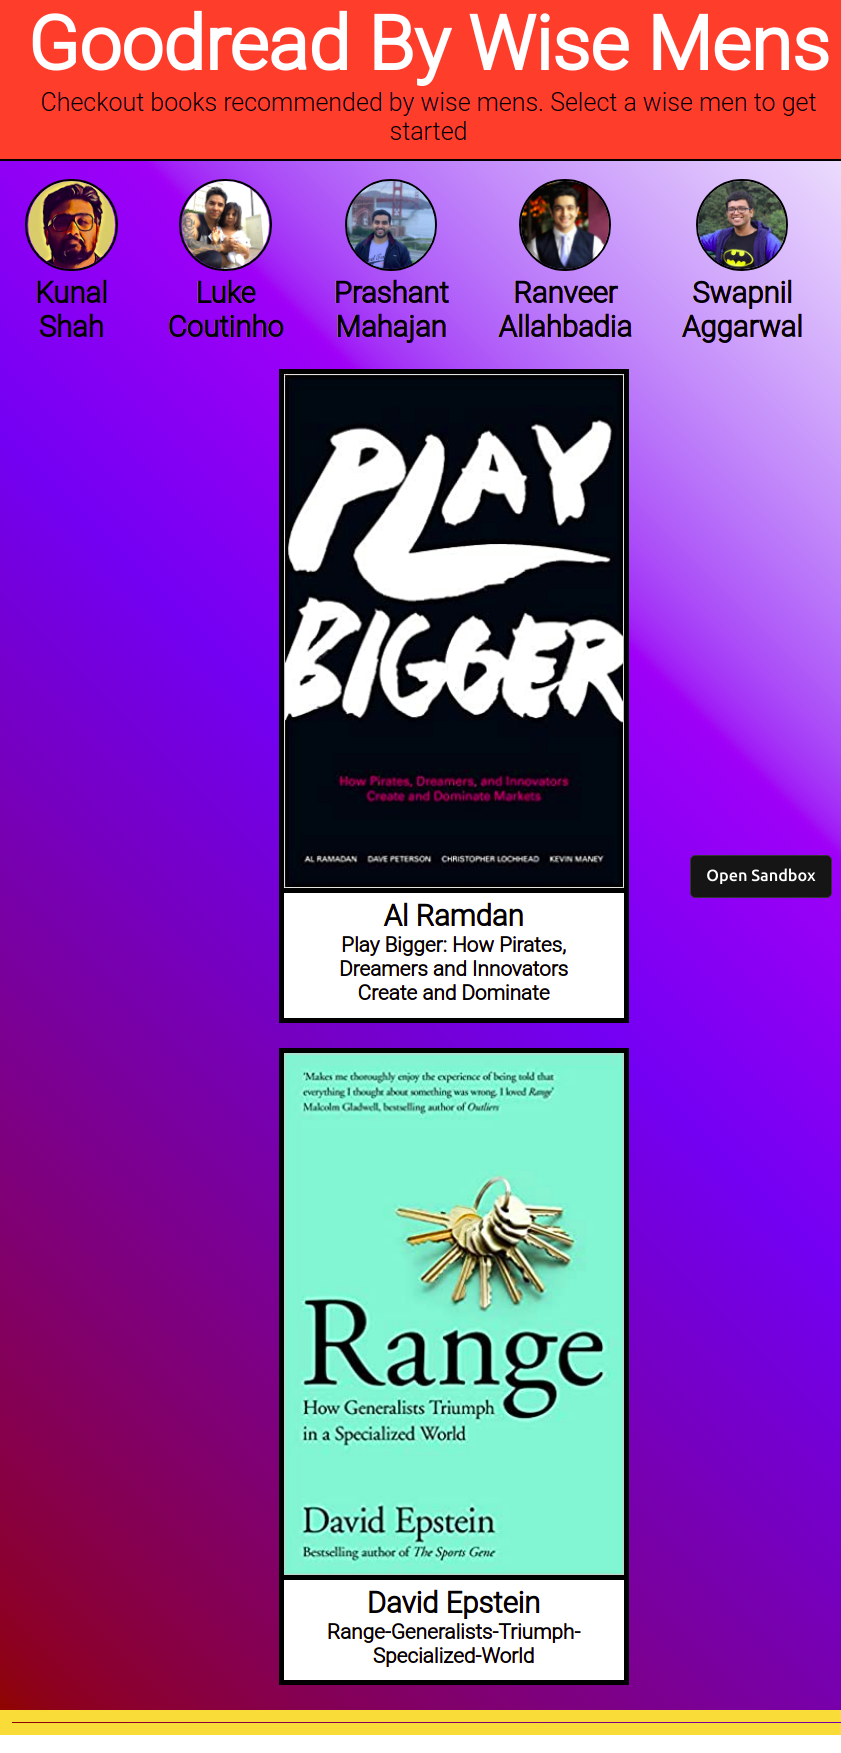 Goodread By Wise Mens
Checkout books recommended by wise mens. Select a wise men to get
started
Kunal
Shah
Luke
Coutinho
Prashant
Mahajan
Ranveer
Allahbadia
Swapnil
Aggarwal
PLAY
BIGGER
How Pirates, Dreamers, and Innovators
Create and Dominate Markets
AL RAMADAN DAVE PETERSON CHRISTOPHER LOCHHEAD KEVIN MANEY
Open Sandbox
Al Ramdan
Play Bigger: How Pirates,
Dreamers and Innovators
Create and Dominate
'Makes me thoroughly enjoy the experience of being told that
everything I thought about something was wrong. I loved Range'
Malcolm Gladwell, bestselling author of Outliers
Range
How Generalists Triumph
in a Specialized World
David Epstein
Bestselling author of The Sports Gene
David Epstein
Range-Generalists-Triumph-
Specialized-World